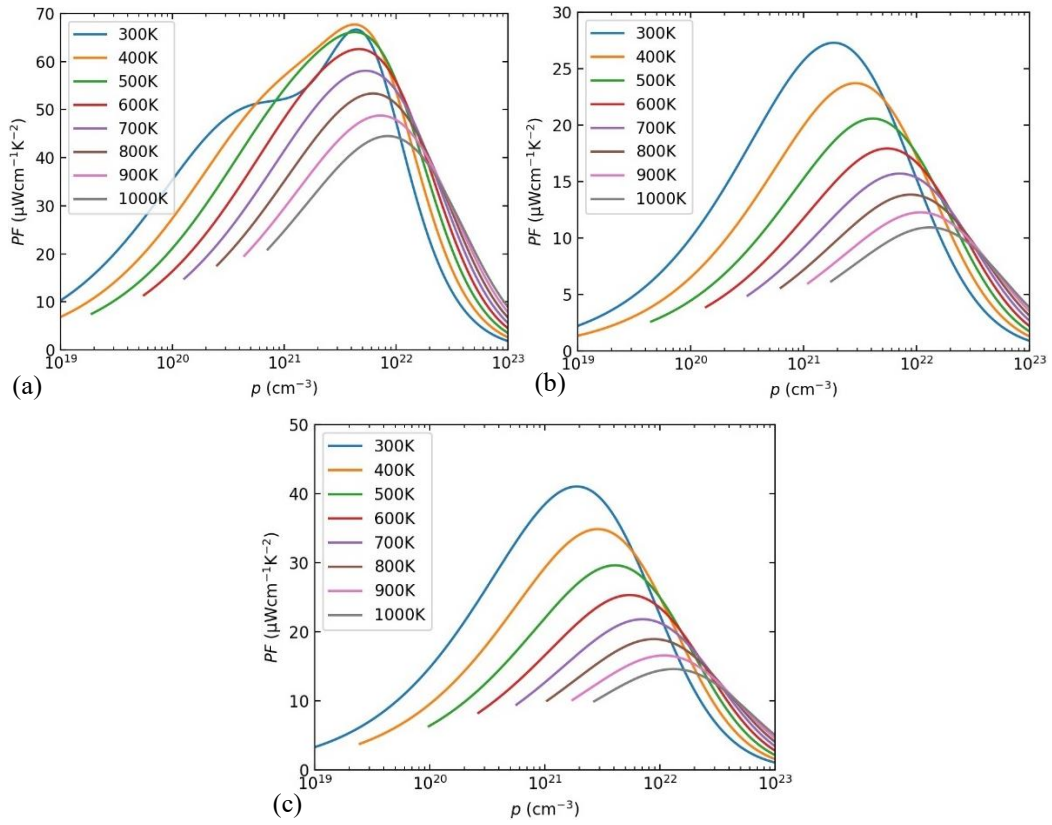 70
60
50
40
30
20
10
0
PF (μWcm⁻¹K⁻²)
300K
400K
500K
600K
700K
800K
900K
1000K
10¹⁹
10²⁰
10²¹
10²²
10²³
p (cm⁻³)
(a)
30
25
20
15
10
5
0
PF (μWcm⁻¹K⁻²)
300K
400K
500K
600K
700K
800K
900K
1000K
10¹⁹
10²⁰
10²¹
10²²
10²³
p (cm⁻³)
(b)
50
40
30
20
10
0
PF (μWcm⁻¹K⁻²)
300K
400K
500K
600K
700K
800K
900K
1000K
10¹⁹
10²⁰
10²¹
10²²
10²³
p (cm⁻³)
(c)